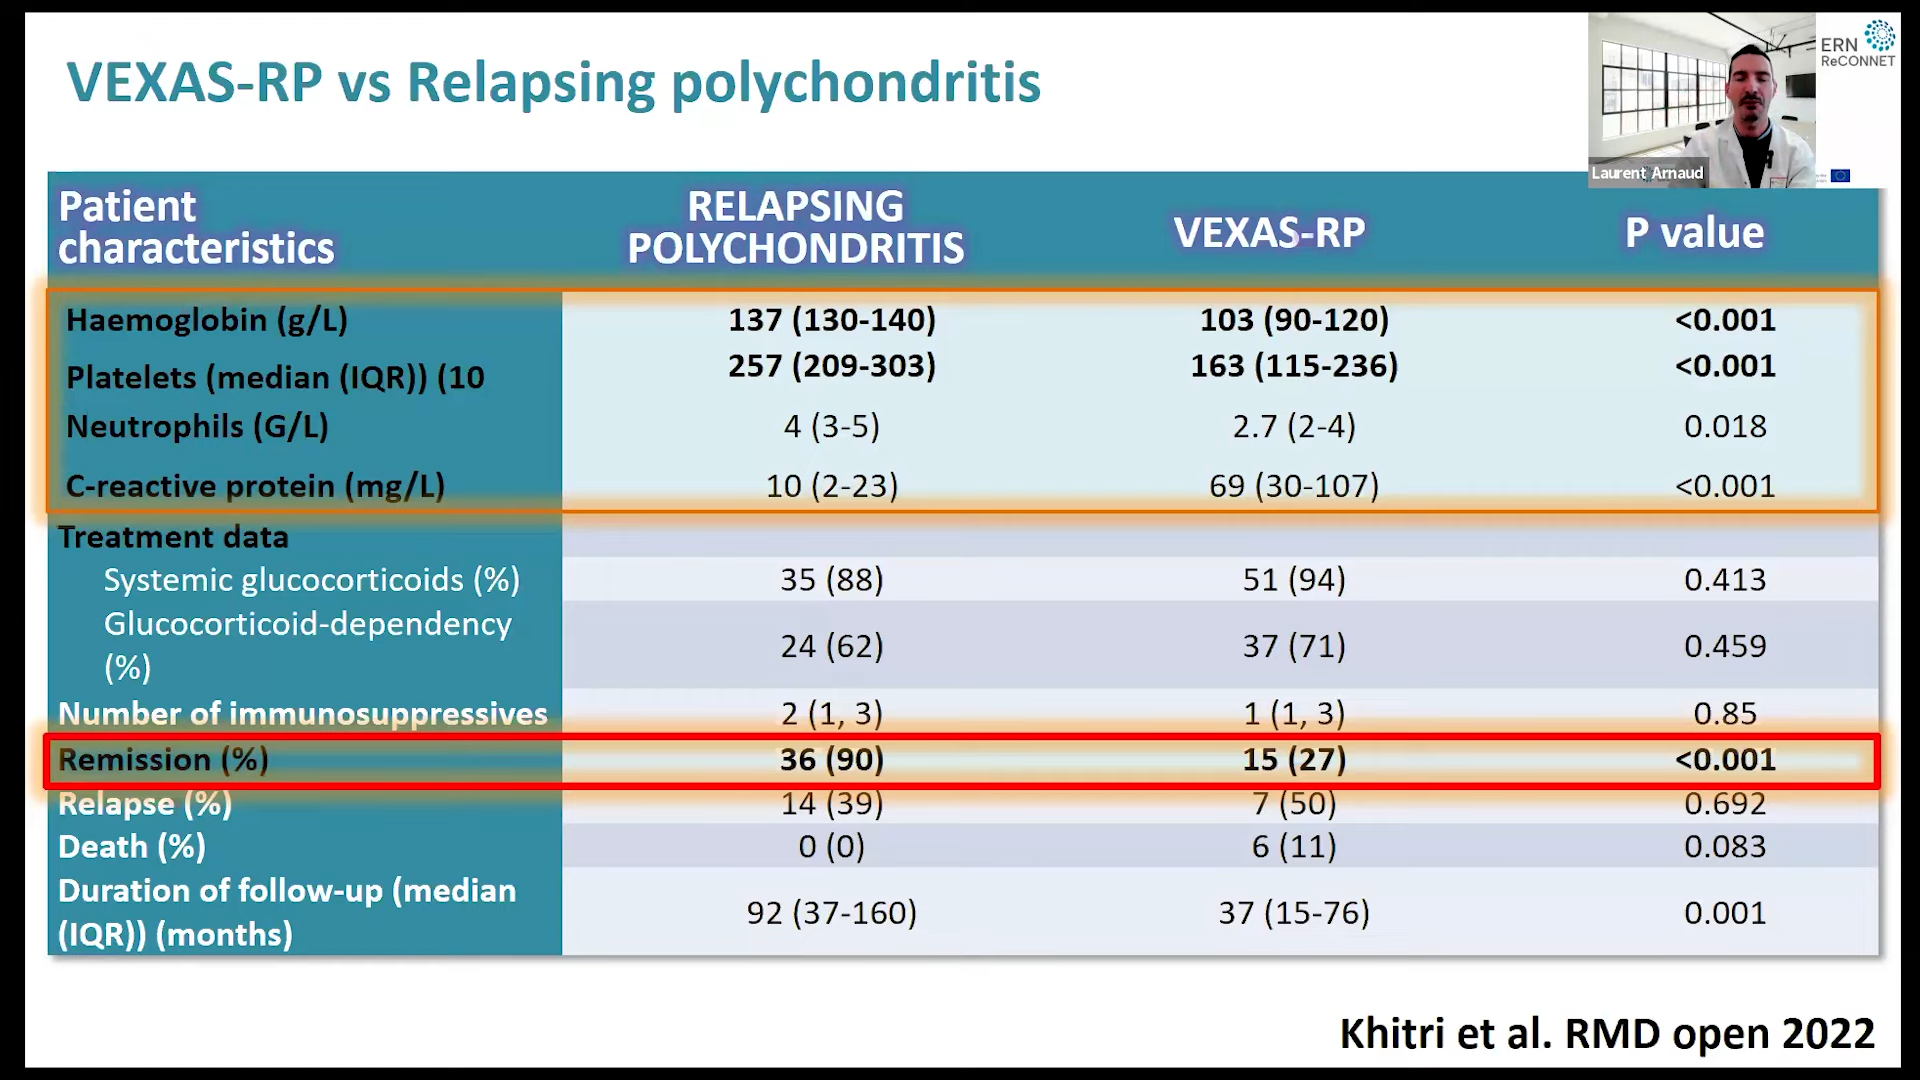 VEXAS-RP vs Relapsing polychondritis
ERN
ReCONNET
Laurent Arnaud
Patient
characteristics
RELAPSING
POLYCHONDRITIS
VEXAS-RP
P value
Haemoglobin (g/L) 137 (130-140) 103 (90-120) <0.001
Platelets (median (IQR)) (10 257 (209-303) 163 (115-236) <0.001
Neutrophils (G/L) 4 (3-5) 2.7 (2-4) 0.018
C-reactive protein (mg/L) 10 (2-23) 69 (30-107) <0.001
Treatment data
Systemic glucocorticoids (%) 35 (88) 51 (94) 0.413
Glucocorticoid-dependency
(%) 24 (62) 37 (71) 0.459
Number of immunosuppressives 2 (1, 3) 1 (1, 3) 0.85
Remission (%) 36 (90) 15 (27) <0.001
Relapse (%) 14 (39) 7 (50) 0.692
Death (%) 0 (0) 6 (11) 0.083
Duration of follow-up (median
(IQR)) (months) 92 (37-160) 37 (15-76) 0.001
Khitri et al. RMD open 2022